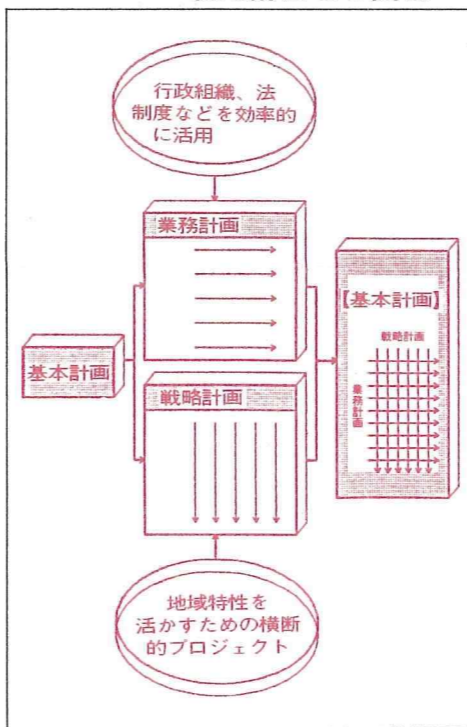 行政組織、法
制度などを効率的
に活用
業務計画
基本計画
戦略計画
【基本計画】
戦略計画
業務計画
地域特性を
活かすための横断
的プロジェクト